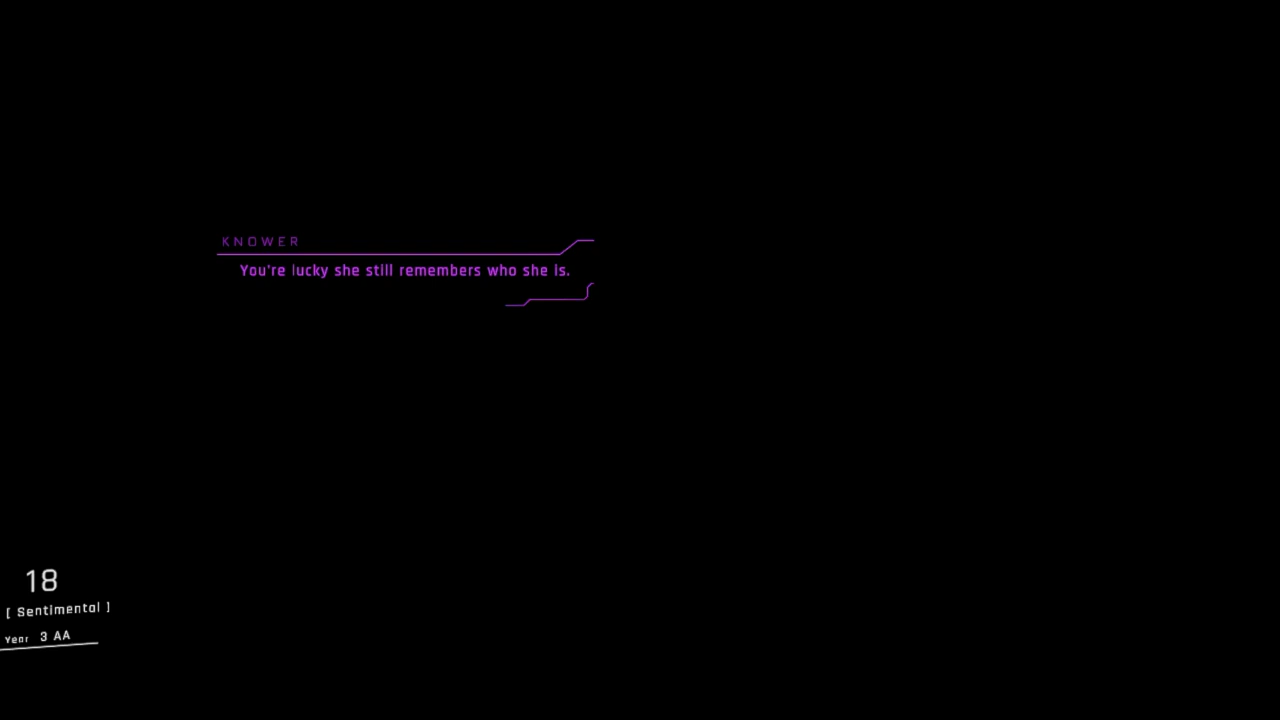 KNOWER
You're lucky she still remembers who she is.
18
[ Sentimental ]
Year 3 AA